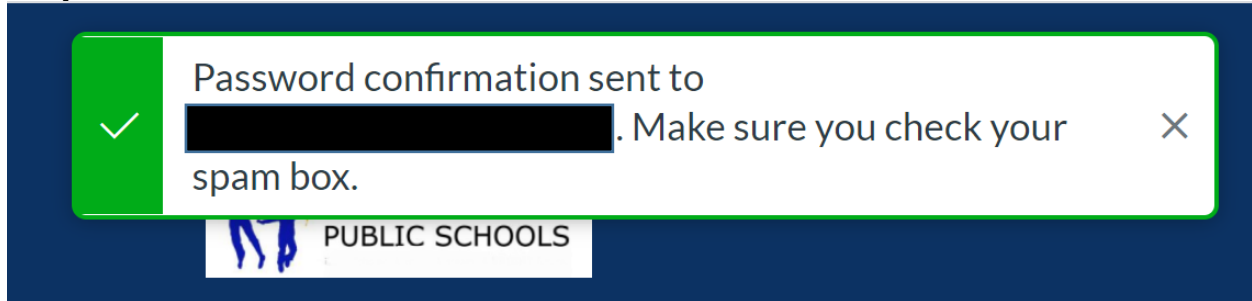 Password confirmation sent to
. Make sure you check your
spam box.
PUBLIC SCHOOLS